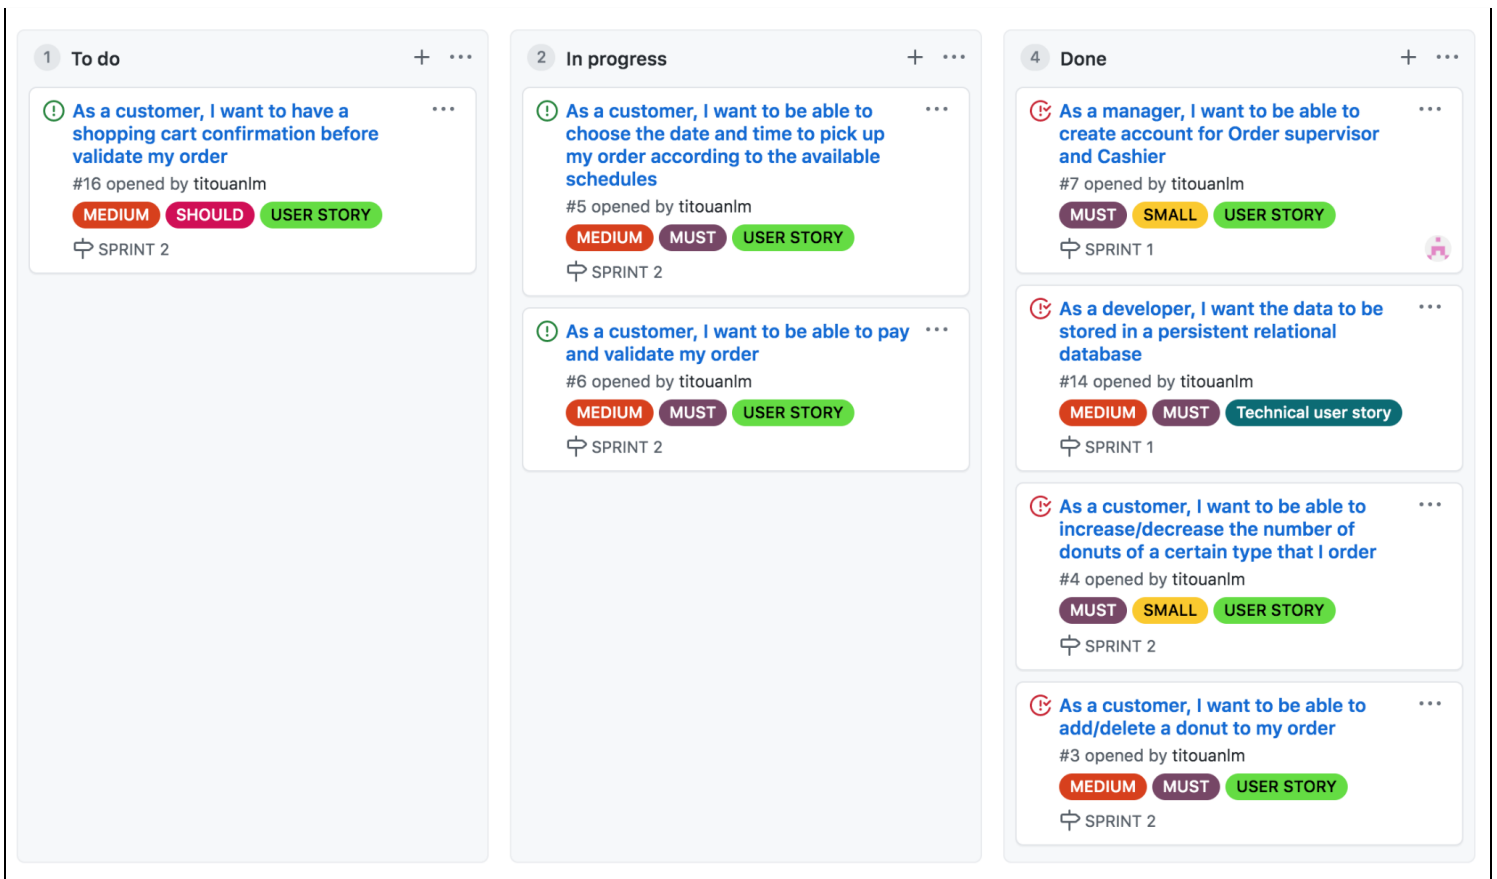 1 To do
As a customer, I want to have a
shopping cart confirmation before
validate my order
#16 opened by titouanlm
MEDIUM SHOULD USER STORY
SPRINT 2
2 In progress
As a customer, I want to be able to
choose the date and time to pick up
my order according to the available
schedules
#5 opened by titouanlm
MEDIUM MUST USER STORY
SPRINT 2
As a customer, I want to be able to pay
and validate my order
#6 opened by titouanlm
MEDIUM MUST USER STORY
SPRINT 2
4 Done
As a manager, I want to be able to
create account for Order supervisor
and Cashier
#7 opened by titouanlm
MUST SMALL USER STORY
SPRINT 1
As a developer, I want the data to be
stored in a persistent relational
database
#14 opened by titouanlm
MEDIUM MUST Technical user story
SPRINT 1
As a customer, I want to be able to
increase/decrease the number of
donuts of a certain type that I order
#4 opened by titouanlm
MUST SMALL USER STORY
SPRINT 2
As a customer, I want to be able to
add/delete a donut to my order
#3 opened by titouanlm
MEDIUM MUST USER STORY
SPRINT 2